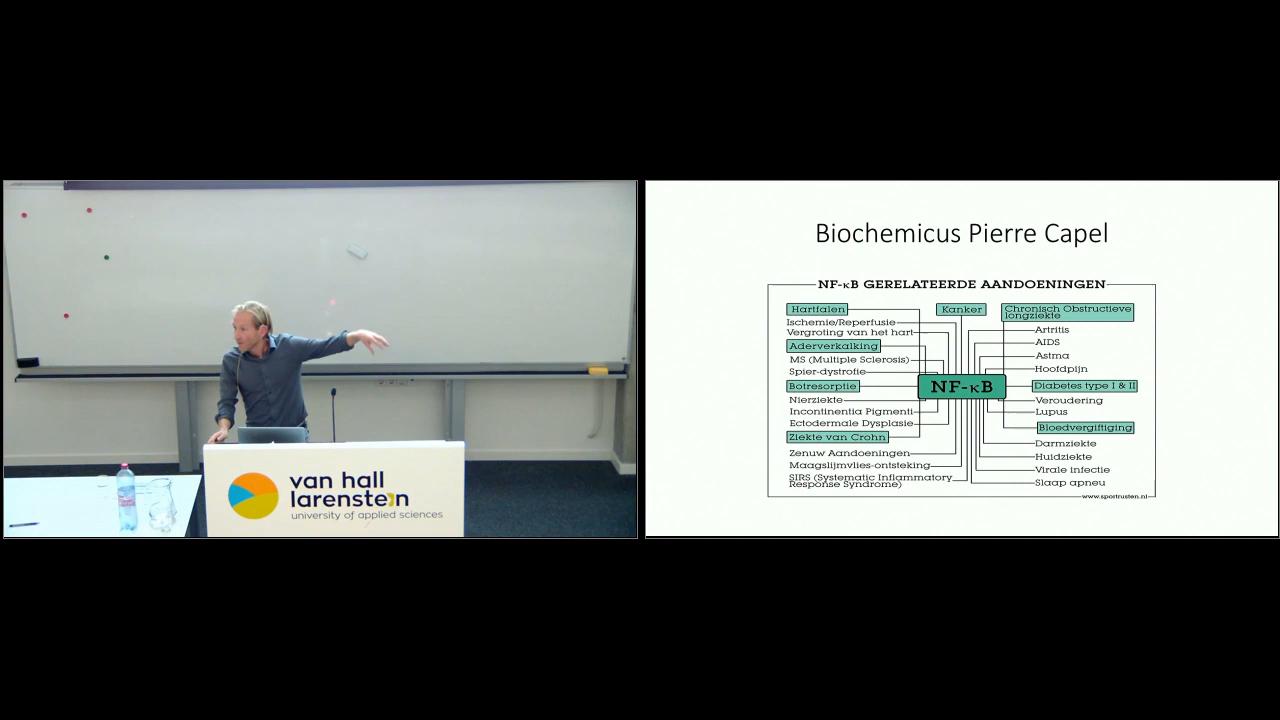 van hall
larenstein
university of applied sciences
Biochemicus Pierre Capel
NF-κB GERELATEERDE AANDOENINGEN
Hartfalen
Ischemie/Reperfusie
Vergroting van het hart
Aderverkalking
MS (Multiple Sclerosis)
Spier-dystrofie
Botresorptie
Nierziekte
Incontinentia Pigmenti
Ectodermale Dysplasie
Ziekte van Crohn
Zenuw Aandoeningen
Maagslijmvlies-ontsteking
SIRS (Systematic Inflammatory
Response Syndrome)
Kanker
NF-κB
Chronisch Obstructieve
longziekte
Artritis
AIDS
Astma
Hoofdpijn
Diabetes type I & II
Veroudering
Lupus
Bloedvergiftiging
Darmziekte
Huidziekte
Virale infectie
Slaap apneu
www.sportrusten.nl